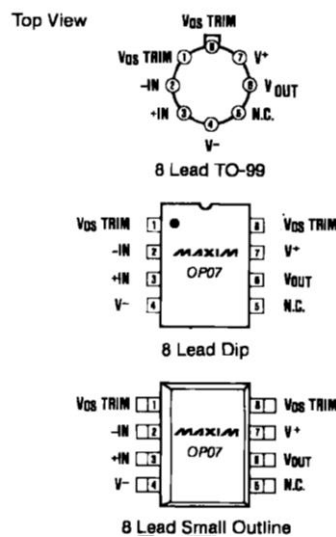 Top View
VOS TRIM
8
VOS TRIM 1 7 V+
-IN 2 6 VOUT
+IN 3 5 N.C.
4
V-
8 Lead TO-99
VOS TRIM 1 8 VOS TRIM
-IN 2 MAXIM 7 V+
+IN 3 OP07 6 VOUT
V- 4 5 N.C.
8 Lead Dip
VOS TRIM 1 8 VOS TRIM
-IN 2 MAXIM 7 V+
+IN 3 OP07 6 VOUT
V- 4 5 N.C.
8 Lead Small Outline